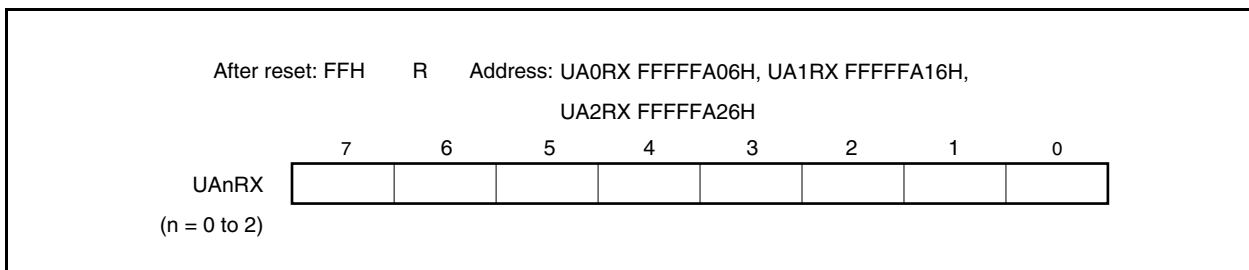 After reset: FFH R Address: UA0RX FFFFFA06H, UA1RX FFFFFA16H,
UA2RX FFFFFA26H
7 6 5 4 3 2 1 0
UAnRX
(n = 0 to 2)